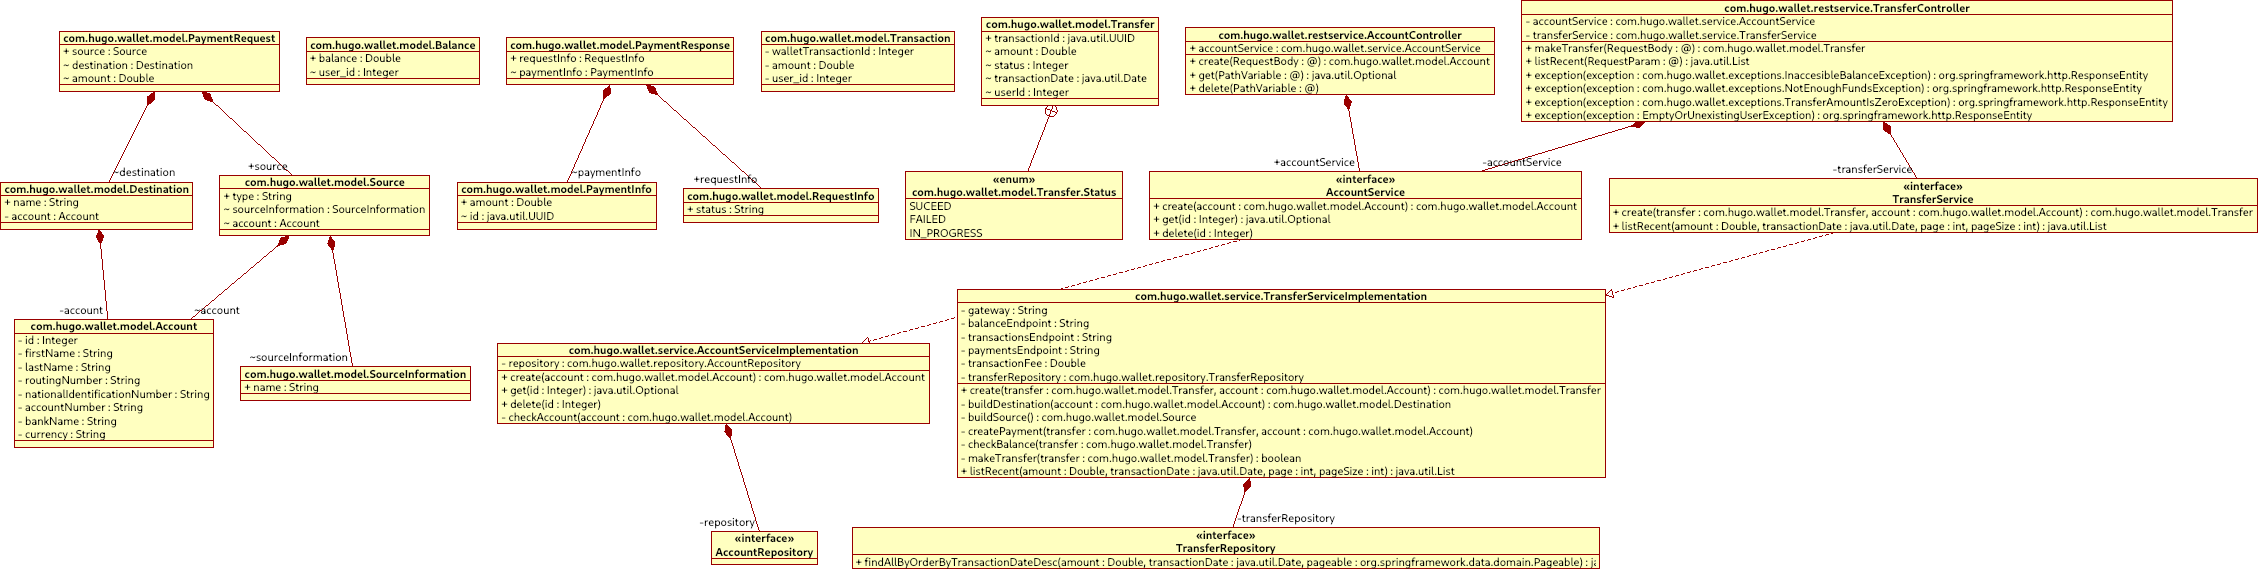 com.hugo.wallet.model.PaymentRequest
+ source : Source
~ destination : Destination
~ amount : Double
com.hugo.wallet.model.Balance
+ balance : Double
~ user_id : Integer
com.hugo.wallet.model.PaymentResponse
+ requestInfo : RequestInfo
~ paymentInfo : PaymentInfo
com.hugo.wallet.model.Transaction
- walletTransactionId : Integer
- amount : Double
- user_id : Integer
com.hugo.wallet.model.Transfer
+ transactionId : java.util.UUID
~ amount : Double
~ status : Integer
~ transactionDate : java.util.Date
~ userId : Integer
com.hugo.wallet.restservice.AccountController
+ accountService : com.hugo.wallet.service.AccountService
+ create(RequestBody : @) : com.hugo.wallet.model.Account
+ get(PathVariable : @) : java.util.Optional
+ delete(PathVariable : @)
com.hugo.wallet.restservice.TransferController
- accountService : com.hugo.wallet.service.AccountService
- transferService : com.hugo.wallet.service.TransferService
+ makeTransfer(RequestBody : @) : com.hugo.wallet.model.Transfer
+ listRecent(RequestParam : @) : java.util.List
+ exception(exception : com.hugo.wallet.exceptions.InaccesibleBalanceException) : org.springframework.http.ResponseEntity
+ exception(exception : com.hugo.wallet.exceptions.NotEnoughFundsException) : org.springframework.http.ResponseEntity
+ exception(exception : com.hugo.wallet.exceptions.TransferAmountIsZeroException) : org.springframework.http.ResponseEntity
+ exception(exception : EmptyOrUnexistingUserException) : org.springframework.http.ResponseEntity
~destination
+source
~paymentInfo
+requestInfo
+accountService
-accountService
-transferService
com.hugo.wallet.model.Destination
+ name : String
- account : Account
com.hugo.wallet.model.Source
+ type : String
~ sourceInformation : SourceInformation
~ account : Account
com.hugo.wallet.model.PaymentInfo
+ amount : Double
~ id : java.util.UUID
com.hugo.wallet.model.RequestInfo
+ status : String
«enum»
com.hugo.wallet.model.Transfer.Status
SUCEED
FAILED
IN_PROGRESS
«interface»
AccountService
+ create(account : com.hugo.wallet.model.Account) : com.hugo.wallet.model.Account
+ get(id : Integer) : java.util.Optional
+ delete(id : Integer)
«interface»
TransferService
+ create(transfer : com.hugo.wallet.model.Transfer, account : com.hugo.wallet.model.Account) : com.hugo.wallet.model.Transfer
+ listRecent(amount : Double, transactionDate : java.util.Date, page : int, pageSize : int) : java.util.List
-account
~account
~sourceInformation
com.hugo.wallet.model.Account
- id : Integer
- firstName : String
- lastName : String
- routingNumber : String
- nationalIdentificationNumber : String
- accountNumber : String
- bankName : String
- currency : String
com.hugo.wallet.model.SourceInformation
+ name : String
com.hugo.wallet.service.AccountServiceImplementation
- repository : com.hugo.wallet.repository.AccountRepository
+ create(account : com.hugo.wallet.model.Account) : com.hugo.wallet.model.Account
+ get(id : Integer) : java.util.Optional
+ delete(id : Integer)
- checkAccount(account : com.hugo.wallet.model.Account)
com.hugo.wallet.service.TransferServiceImplementation
- gateway : String
- balanceEndpoint : String
- transactionsEndpoint : String
- paymentsEndpoint : String
- transactionFee : Double
- transferRepository : com.hugo.wallet.repository.TransferRepository
+ create(transfer : com.hugo.wallet.model.Transfer, account : com.hugo.wallet.model.Account) : com.hugo.wallet.model.Transfer
- buildDestination(account : com.hugo.wallet.model.Account) : com.hugo.wallet.model.Destination
- buildSource() : com.hugo.wallet.model.Source
- createPayment(transfer : com.hugo.wallet.model.Transfer, account : com.hugo.wallet.model.Account)
- checkBalance(transfer : com.hugo.wallet.model.Transfer)
- makeTransfer(transfer : com.hugo.wallet.model.Transfer) : boolean
+ listRecent(amount : Double, transactionDate : java.util.Date, page : int, pageSize : int) : java.util.List
-repository
-transferRepository
«interface»
AccountRepository
«interface»
TransferRepository
+ findAllByOrderByTransactionDateDesc(amount : Double, transactionDate : java.util.Date, pageable : org.springframework.data.domain.Pageable) :